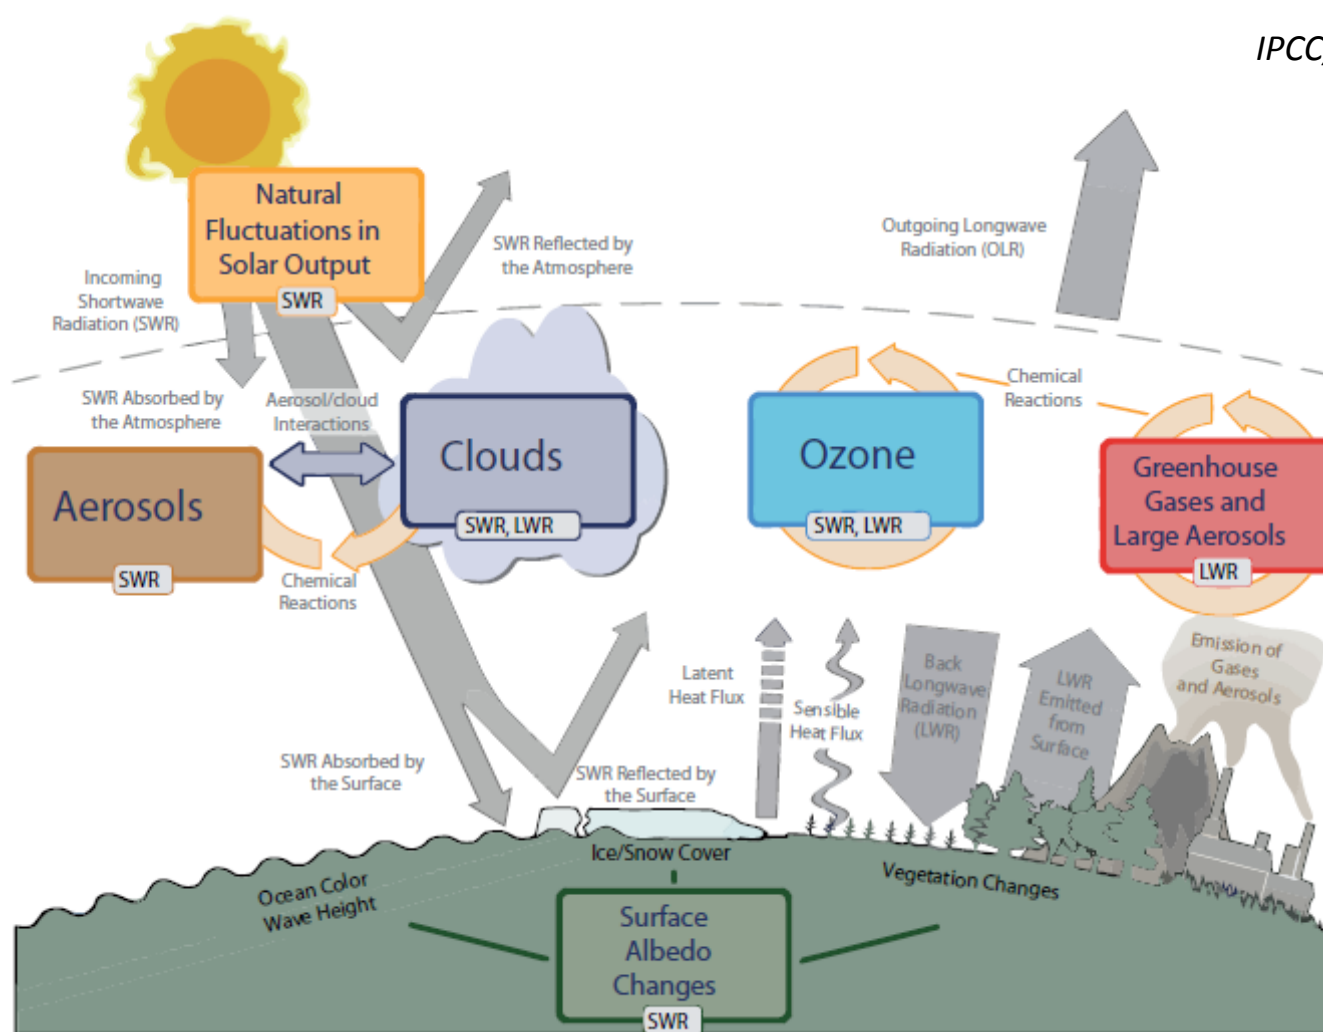 IPCC,
Natural
Fluctuations in
Solar Output
SWR
Incoming
Shortwave
Radiation (SWR)
SWR Reflected by
the Atmosphere
Outgoing Longwave
Radiation (OLR)
SWR Absorbed by
the Atmosphere
Aerosol/cloud
Interactions
Chemical
Reactions
Aerosols
SWR
Clouds
SWR, LWR
Ozone
SWR, LWR
Greenhouse
Gases and
Large Aerosols
LWR
Chemical
Reactions
Latent
Heat Flux
Sensible
Heat Flux
Back
Longwave
Radiation
(LWR)
LWR
Emitted
from
Surface
Emission of
Gases
and Aerosols
SWR Absorbed by
the Surface
SWR Reflected by
the Surface
Ice/Snow Cover
Ocean Color
Wave Height
Vegetation Changes
Surface
Albedo
Changes
SWR